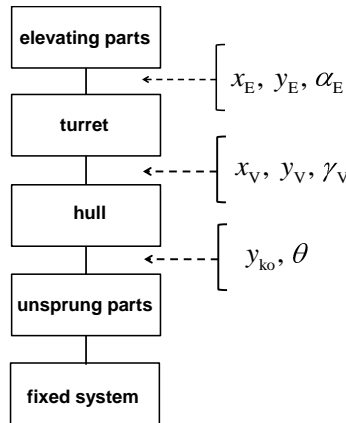 elevating parts
x_E, y_E, α_E
turret
x_V, y_V, γ_V
hull
y_ko, θ
unsprung parts
fixed system